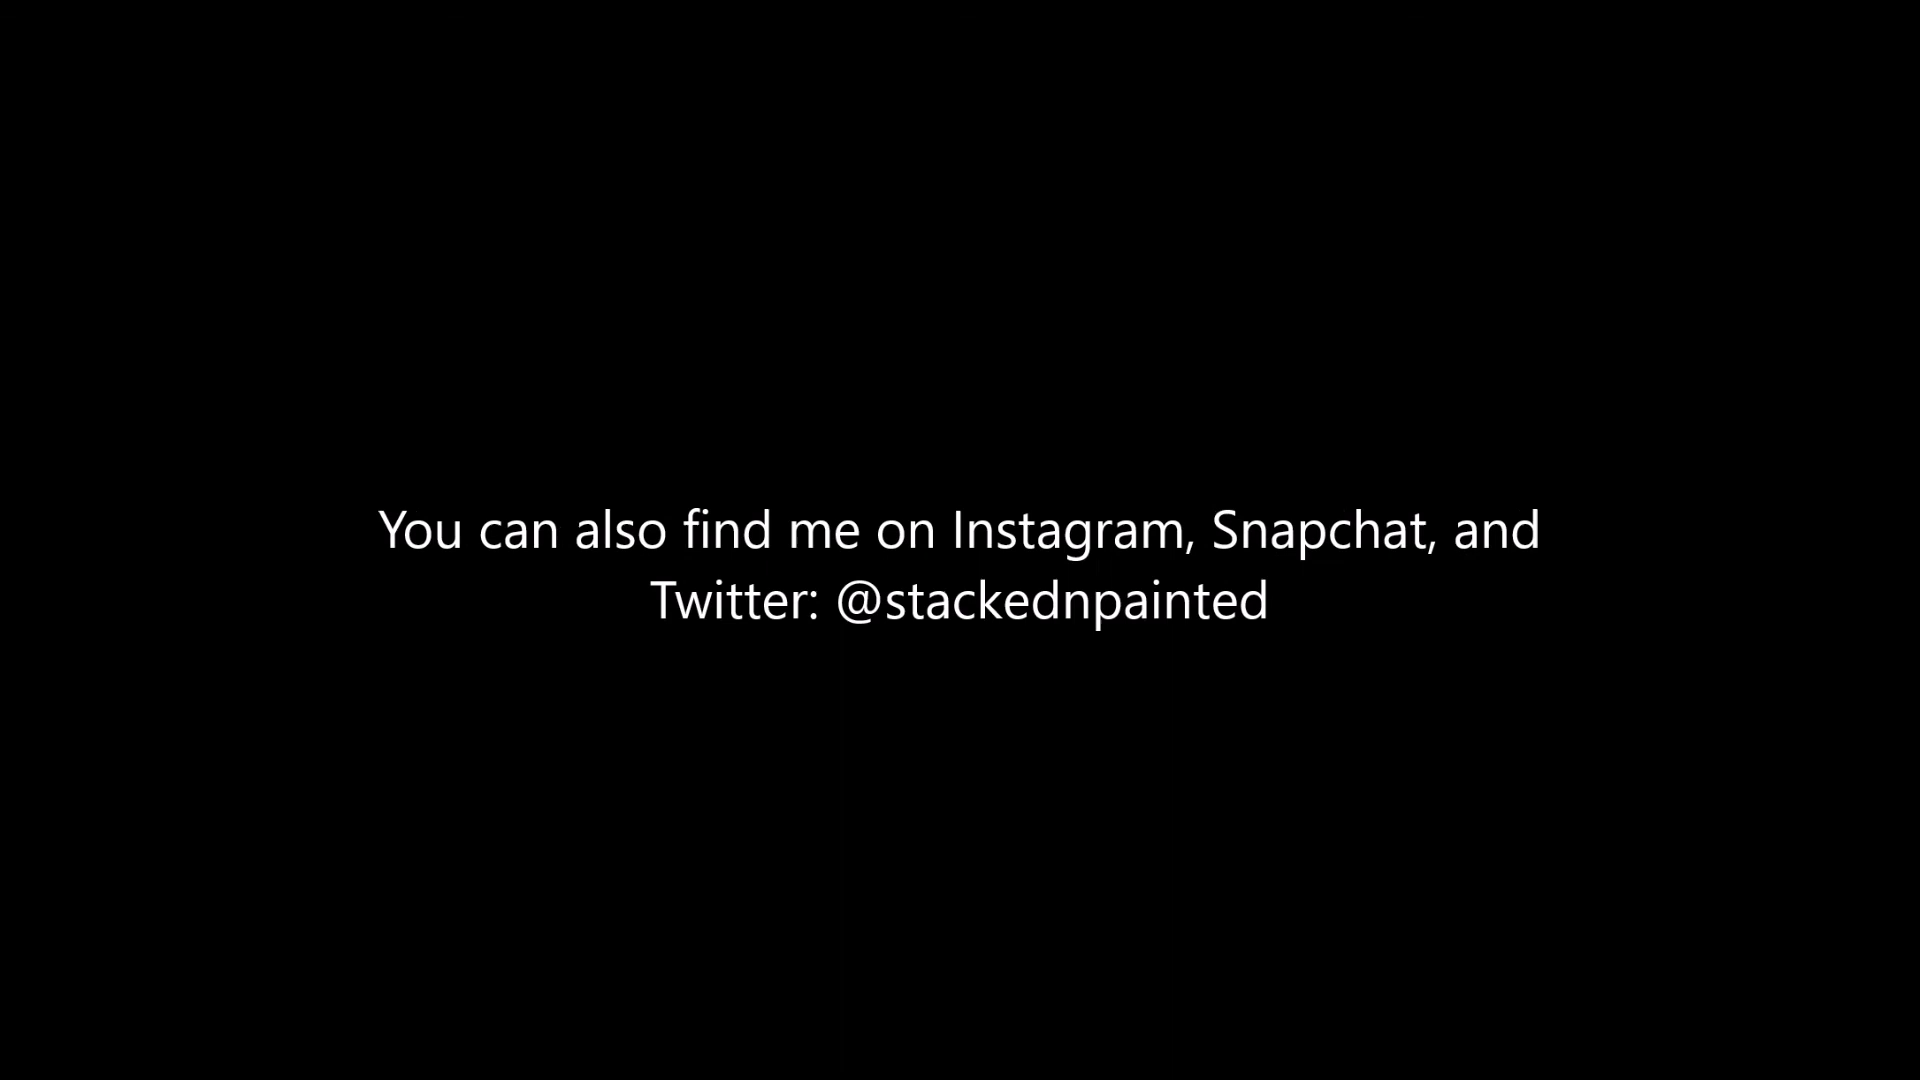 You can also find me on Instagram, Snapchat, and
Twitter: @stackednpainted